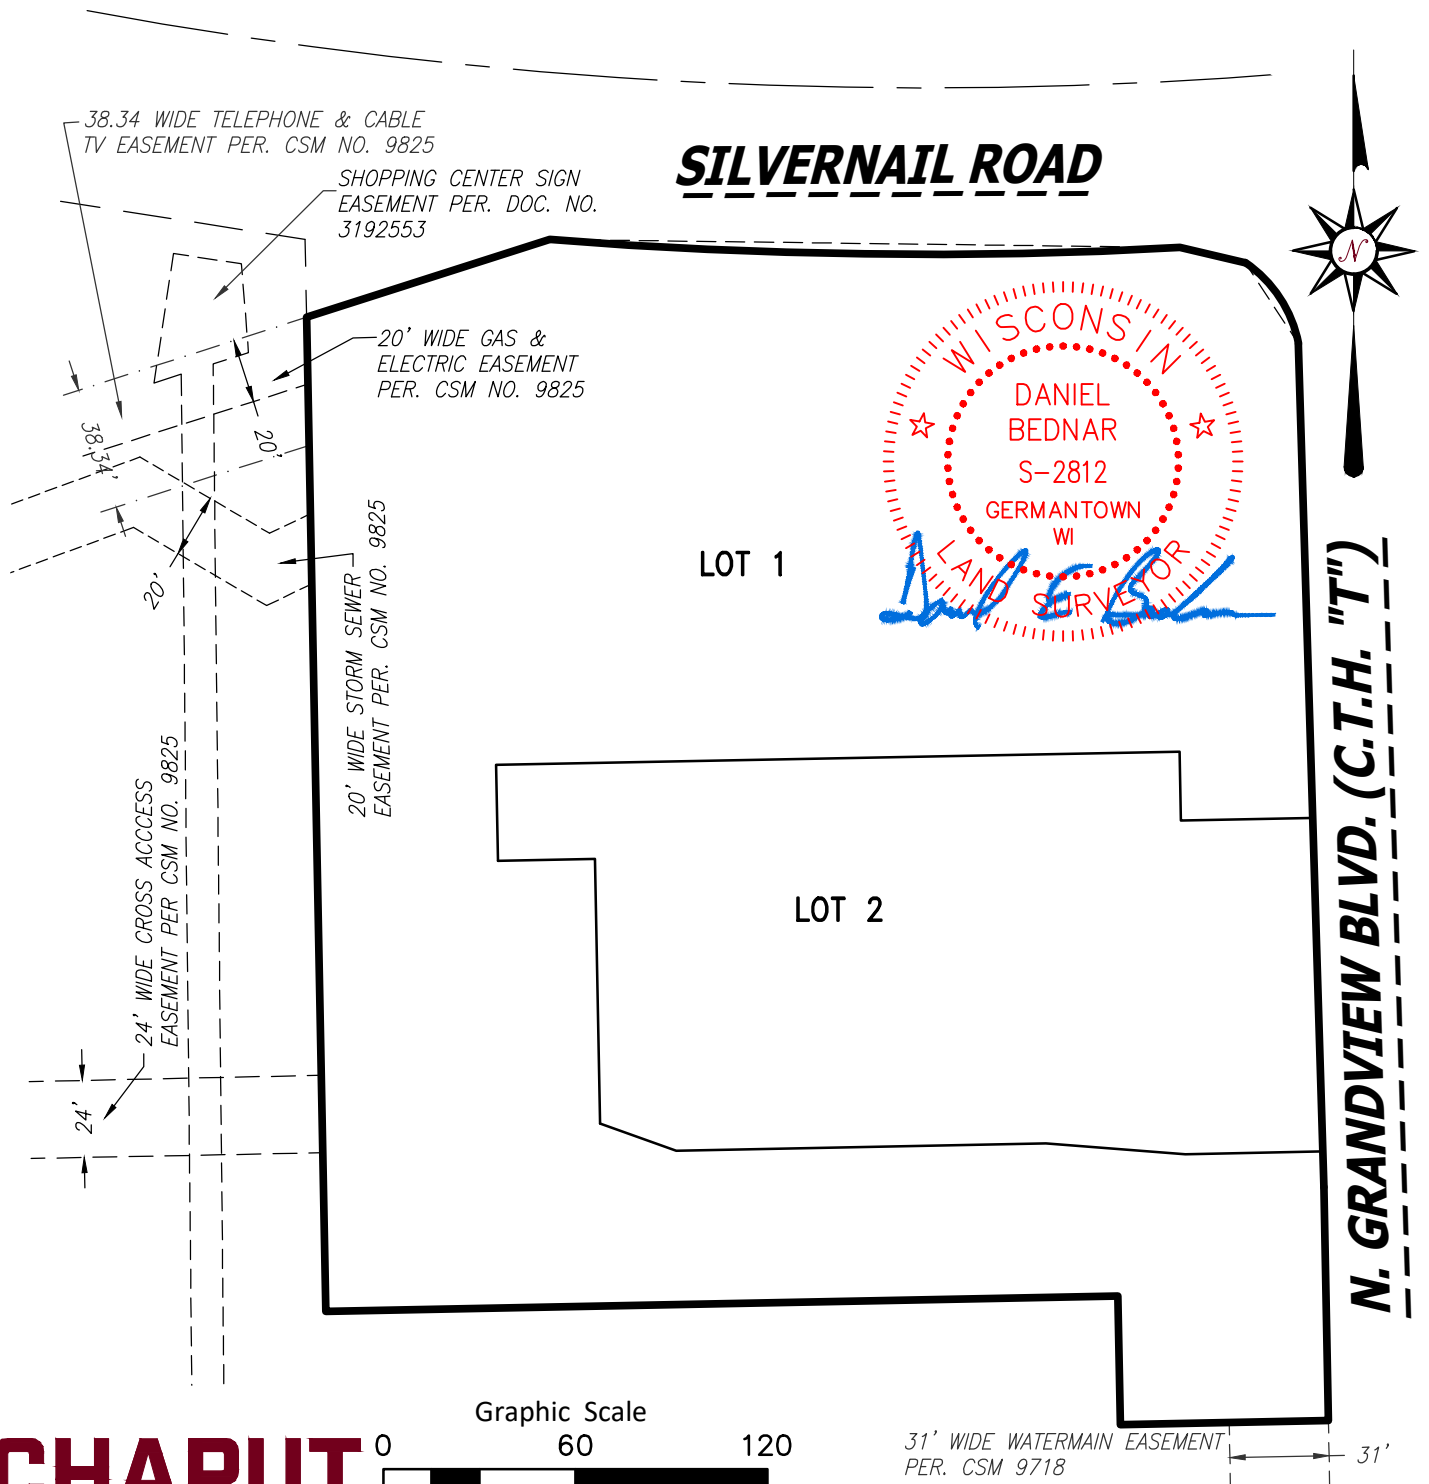 38.34 WIDE TELEPHONE & CABLE
TV EASEMENT PER. CSM NO. 9825
SILVERNAIL ROAD
SHOPPING CENTER SIGN
EASEMENT PER. DOC. NO.
3192553
N
20' WIDE GAS &
ELECTRIC EASEMENT
PER. CSM NO. 9825
38.34'
20'
20'
WISCONSIN
DANIEL
BEDNAR
S-2812
GERMANTOWN
WI
LAND SURVEYOR
LOT 1
20' WIDE STORM SEWER
EASEMENT PER. CSM NO. 9825
N. GRANDVIEW BLVD. (C.T.H. "T")
24' WIDE CROSS ACCCESS
EASEMENT PER CSM NO. 9825
LOT 2
24'
Graphic Scale
0 60 120
31' WIDE WATERMAIN EASEMENT
PER. CSM 9718
31'
CHAPUT